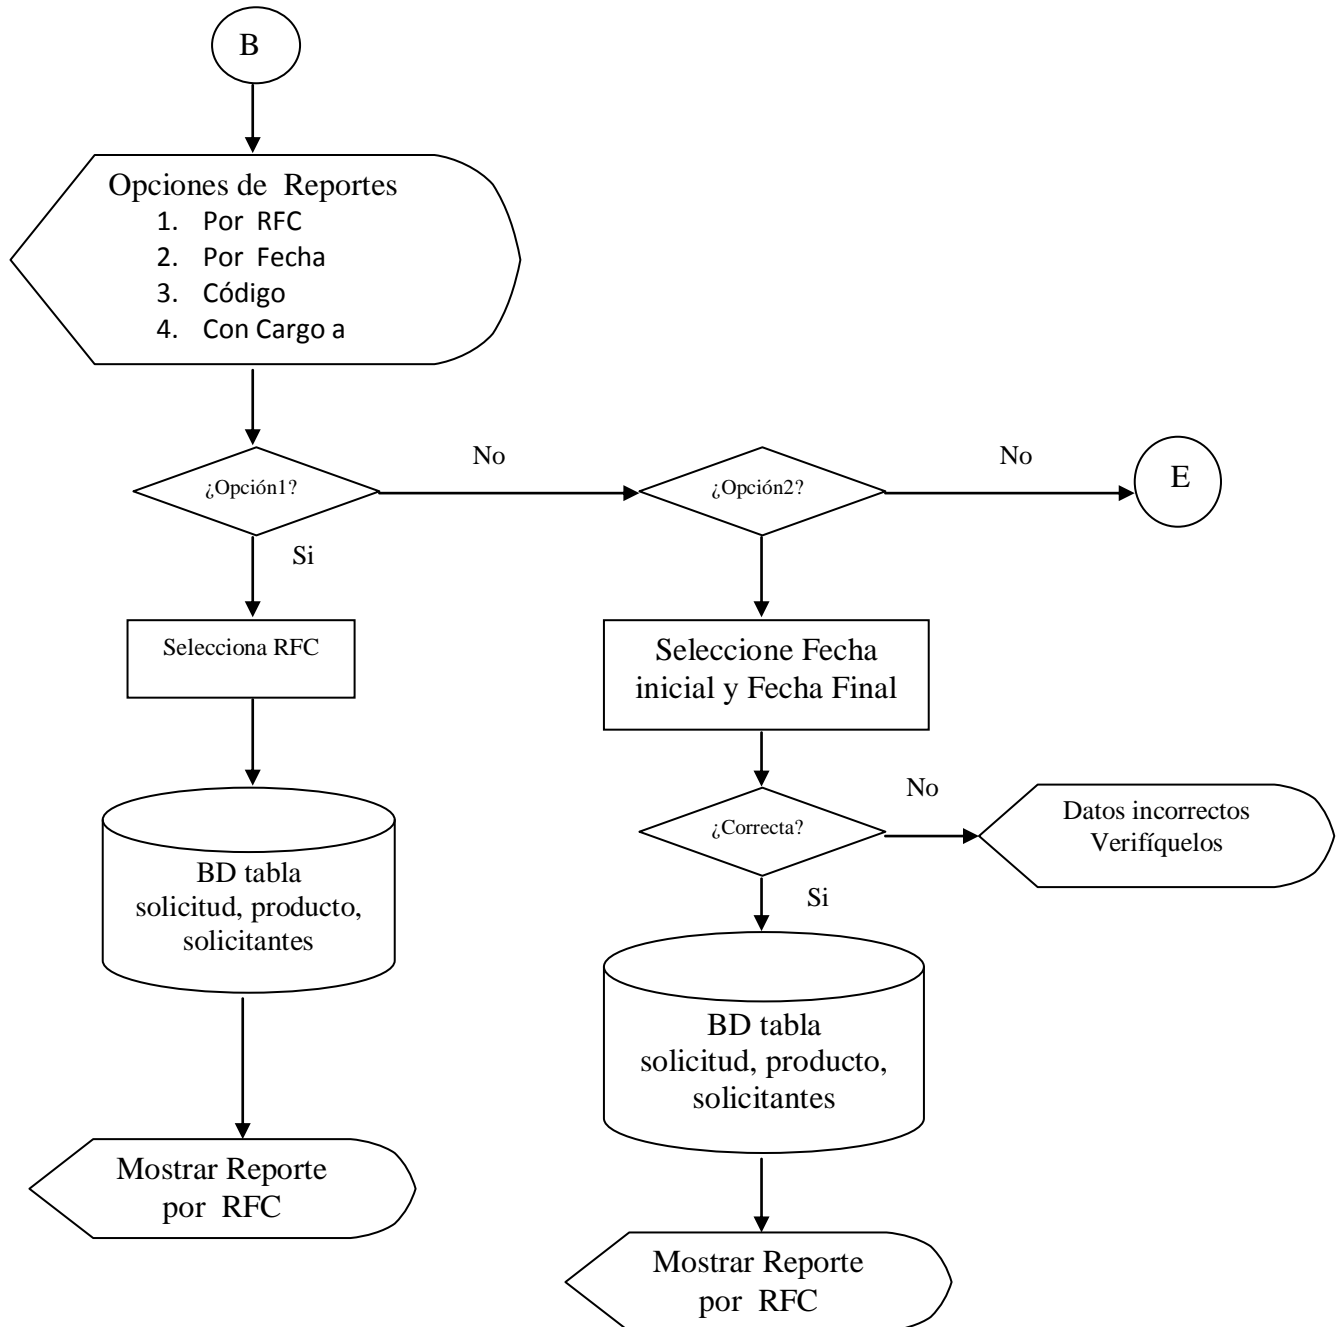 B
Opciones de Reportes
1. Por RFC
2. Por Fecha
3. Código
4. Con Cargo a
¿Opción1?
No
¿Opción2?
No
E
Si
Selecciona RFC
Seleccione Fecha
inicial y Fecha Final
BD tabla
solicitud, producto,
solicitantes
¿Correcta?
No
Datos incorrectos
Verifíquelos
Si
BD tabla
solicitud, producto,
solicitantes
Mostrar Reporte
por RFC
Mostrar Reporte
por RFC